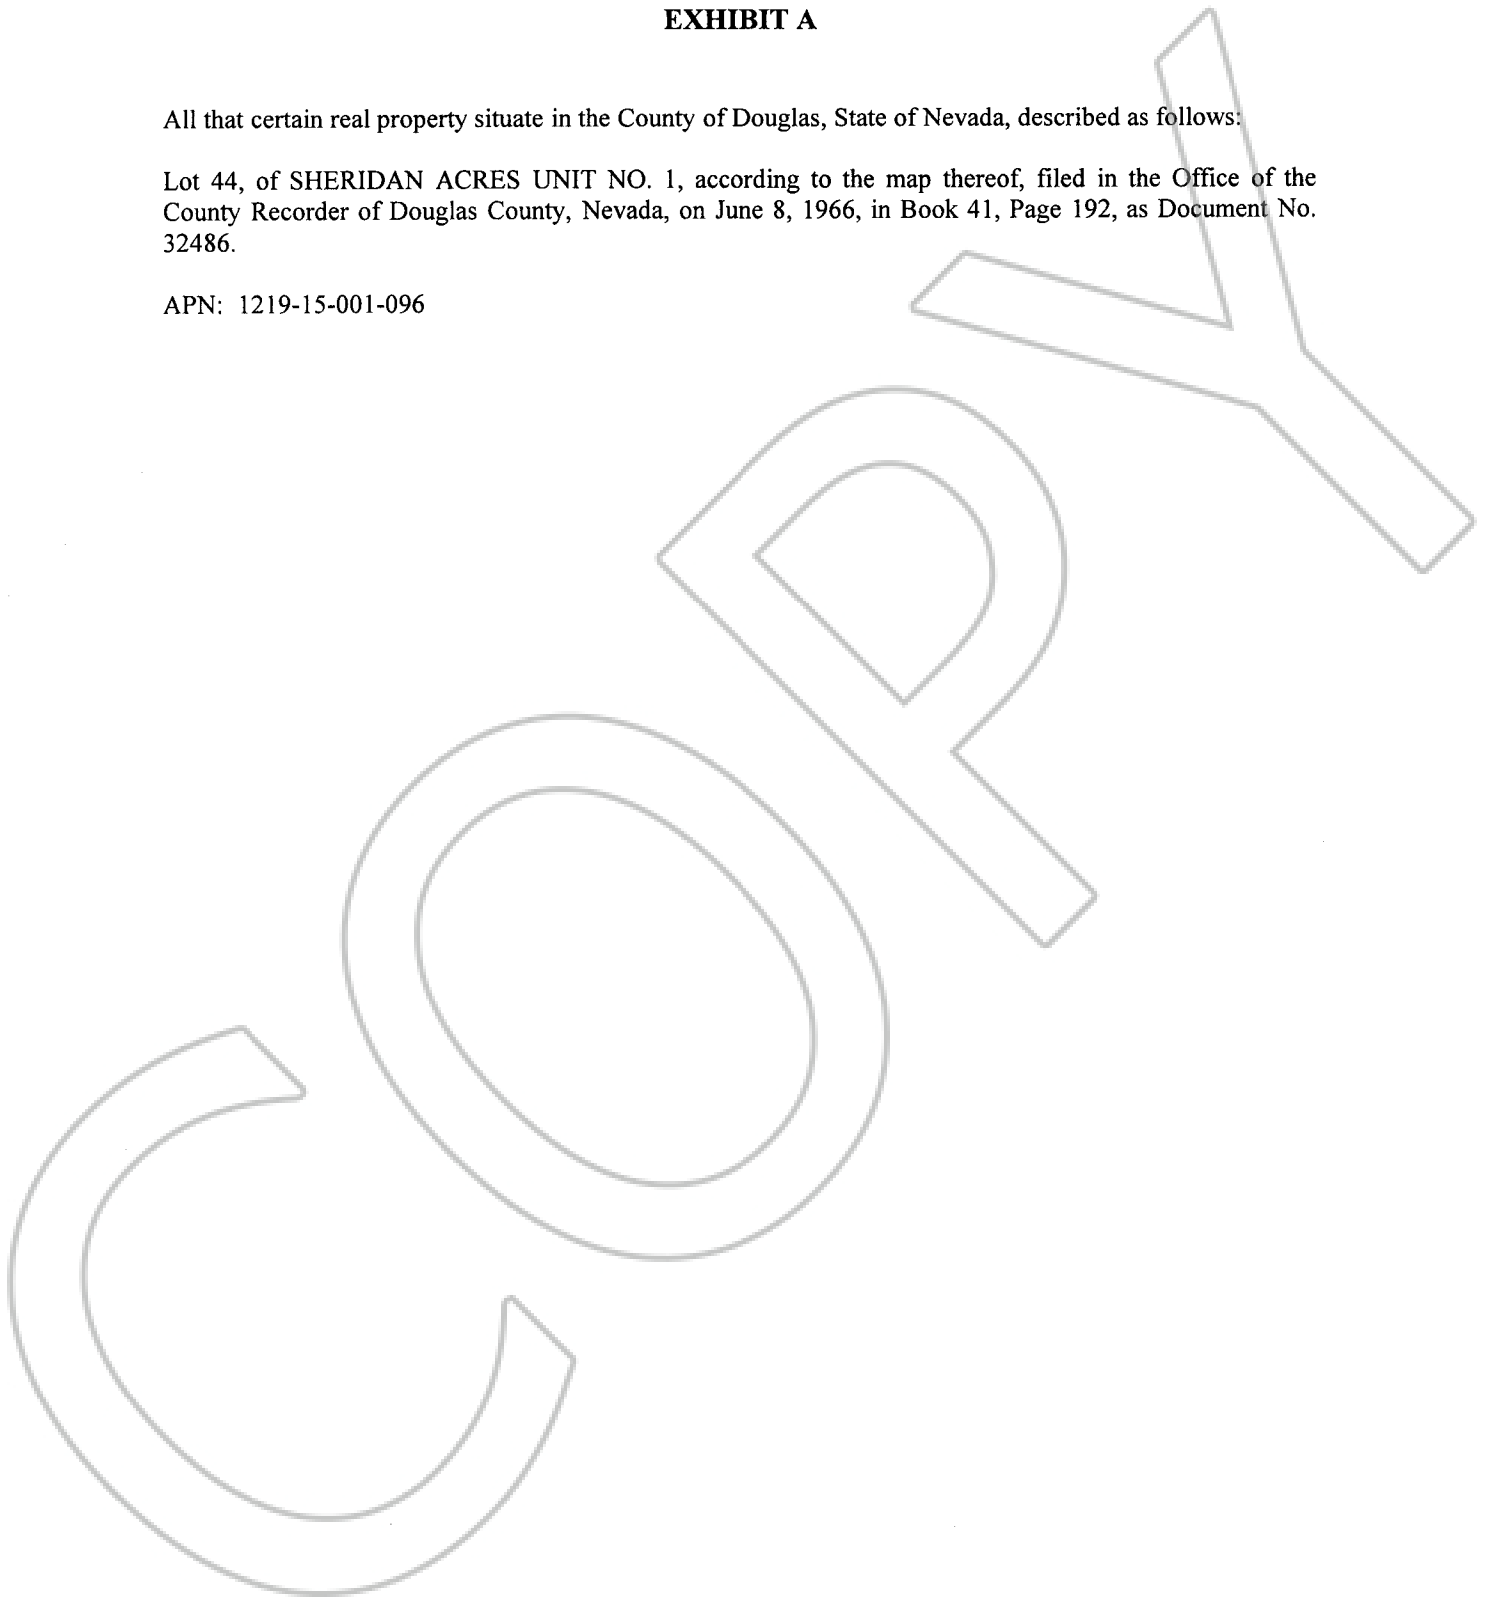 EXHIBIT A
All that certain real property situate in the County of Douglas, State of Nevada, described as follows:
Lot 44, of SHERIDAN ACRES UNIT NO. 1, according to the map thereof, filed in the Office of the
County Recorder of Douglas County, Nevada, on June 8, 1966, in Book 41, Page 192, as Document No.
32486.
APN: 1219-15-001-096
COPY